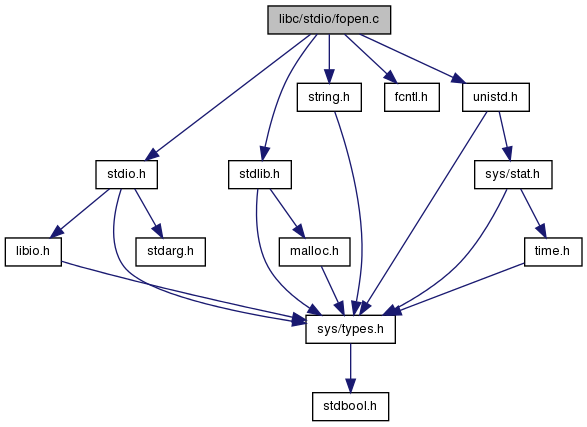 libc/stdio/fopen.c
string.h
fcntl.h
unistd.h
stdio.h
stdlib.h
sys/stat.h
libio.h
stdarg.h
malloc.h
time.h
sys/types.h
stdbool.h